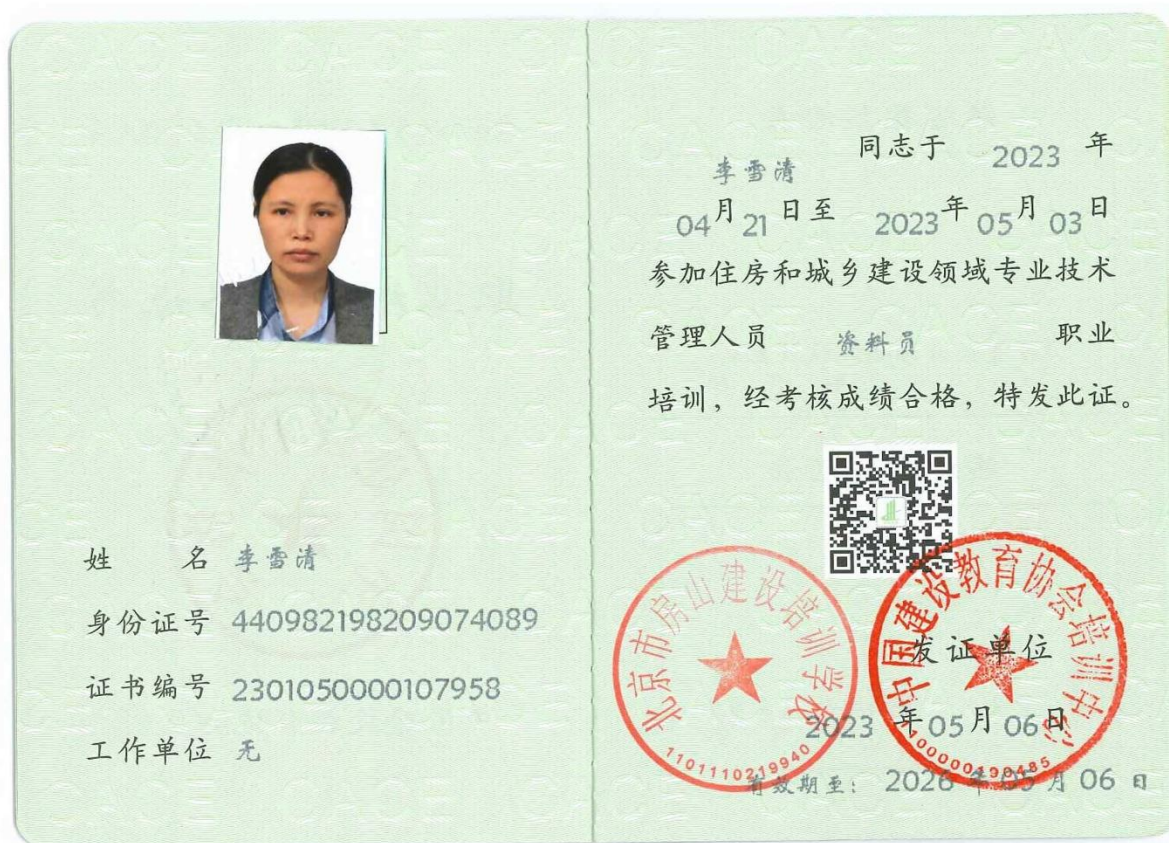 姓 名 李雪清
身份证号 440982198209074089
证书编号 2301050000107958
工作单位 无
李雪清 同志于 2023 年
04月 21 日至 2023年 05月 03日
参加住房和城乡建设领域专业技术
管理人员 资料员 职业
培训，经考核成绩合格，特发此证。
北京市房山建设培训学校
1101110219940
中国建设教育协会培训中心
发证单位
2023 年 05月 06日
有效期至： 2026 年 05 月 06 日
CACE